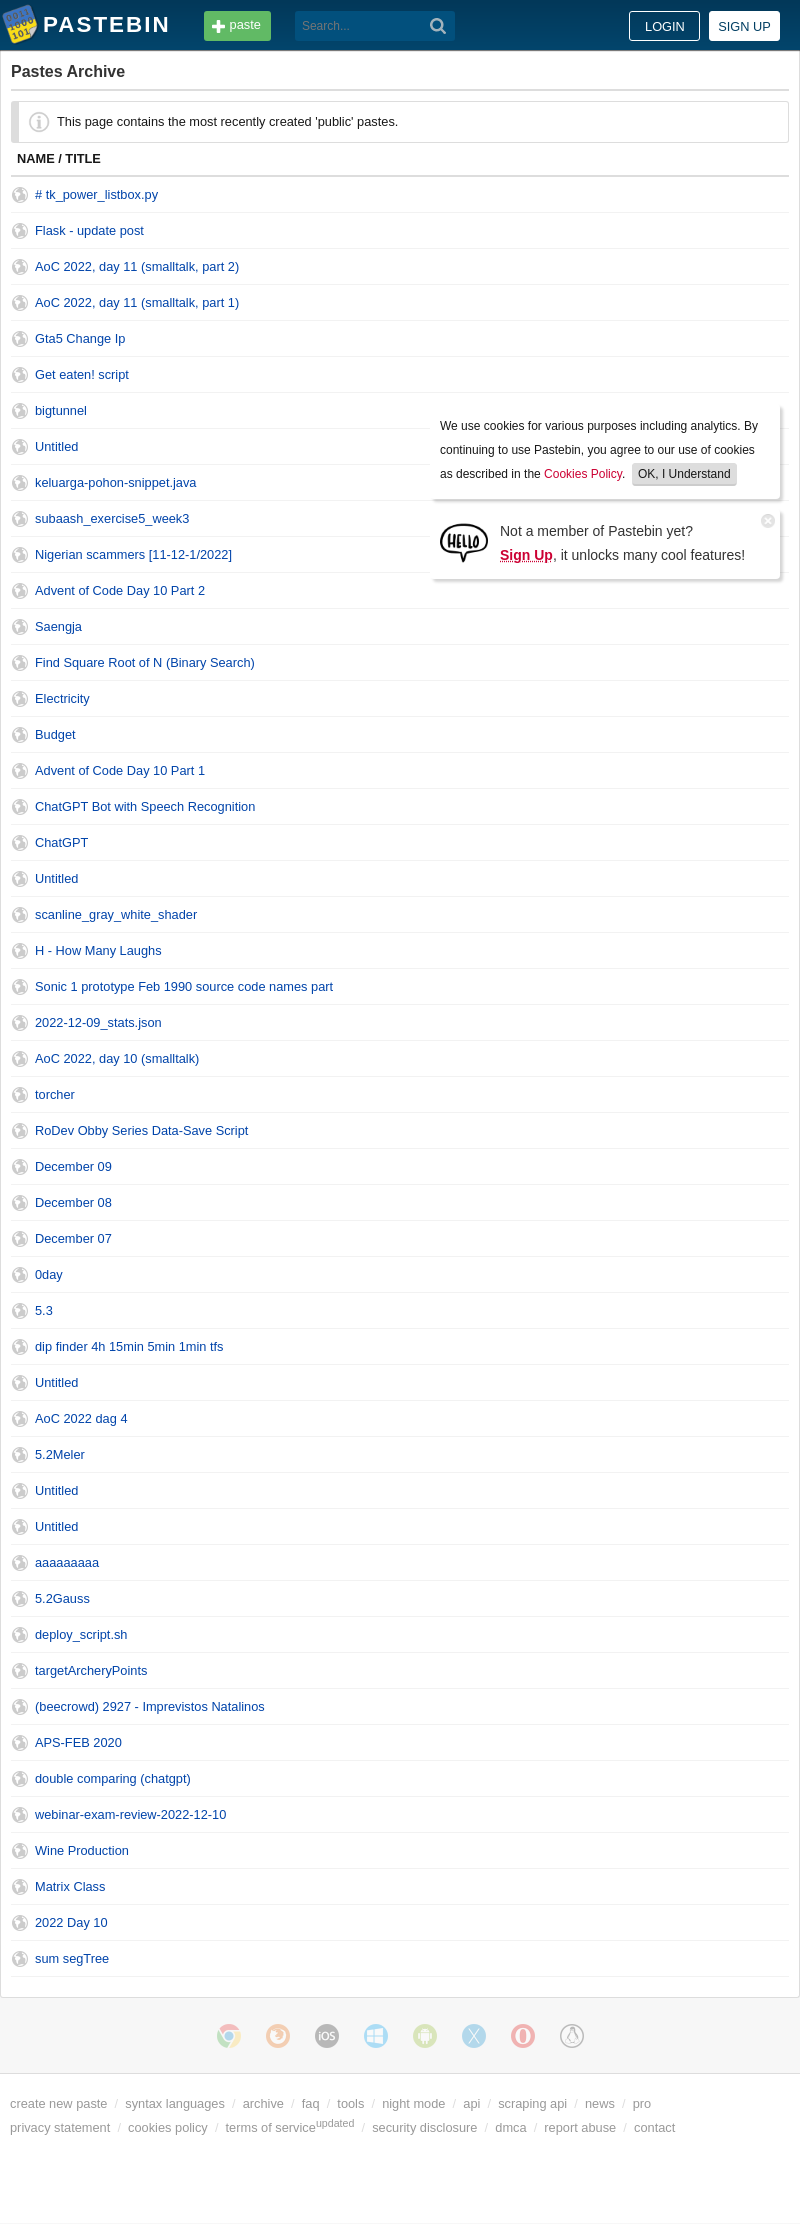 PASTEBIN
paste
Search...
LOGIN
SIGN UP
Pastes Archive
This page contains the most recently created 'public' pastes.
NAME / TITLE
# tk_power_listbox.py
Flask - update post
AoC 2022, day 11 (smalltalk, part 2)
AoC 2022, day 11 (smalltalk, part 1)
Gta5 Change Ip
Get eaten! script
bigtunnel
Untitled
keluarga-pohon-snippet.java
subaash_exercise5_week3
Nigerian scammers [11-12-1/2022]
We use cookies for various purposes including analytics. By
continuing to use Pastebin, you agree to our use of cookies
as described in the Cookies Policy. OK, I Understand
HELLO
Not a member of Pastebin yet?
Sign Up, it unlocks many cool features!
Advent of Code Day 10 Part 2
Saengja
Find Square Root of N (Binary Search)
Electricity
Budget
Advent of Code Day 10 Part 1
ChatGPT Bot with Speech Recognition
ChatGPT
Untitled
scanline_gray_white_shader
H - How Many Laughs
Sonic 1 prototype Feb 1990 source code names part
2022-12-09_stats.json
AoC 2022, day 10 (smalltalk)
torcher
RoDev Obby Series Data-Save Script
December 09
December 08
December 07
0day
5.3
dip finder 4h 15min 5min 1min tfs
Untitled
AoC 2022 dag 4
5.2Meler
Untitled
Untitled
aaaaaaaaa
5.2Gauss
deploy_script.sh
targetArcheryPoints
(beecrowd) 2927 - Imprevistos Natalinos
APS-FEB 2020
double comparing (chatgpt)
webinar-exam-review-2022-12-10
Wine Production
Matrix Class
2022 Day 10
sum segTree
iOS
create new paste / syntax languages / archive / faq / tools / night mode / api / scraping api / news / pro
privacy statement / cookies policy / terms of service updated / security disclosure / dmca / report abuse / contact